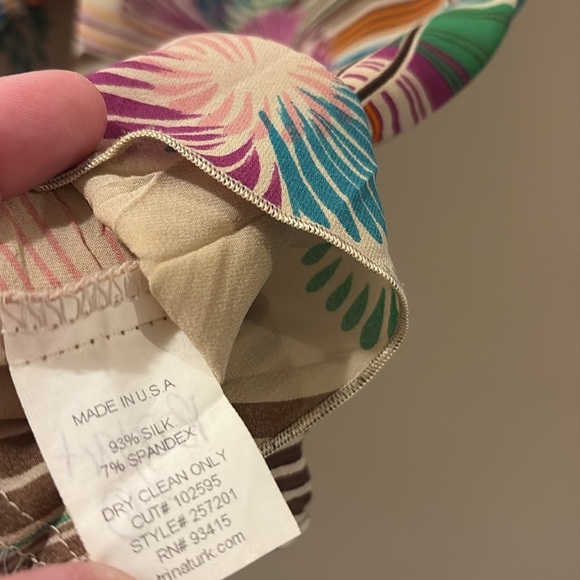 MADE IN U.S.A
93% SILK
7% SPANDEX
DRY CLEAN ONLY
CUT# 102595
STYLE# 257201
RN# 93415
trinaturk.com